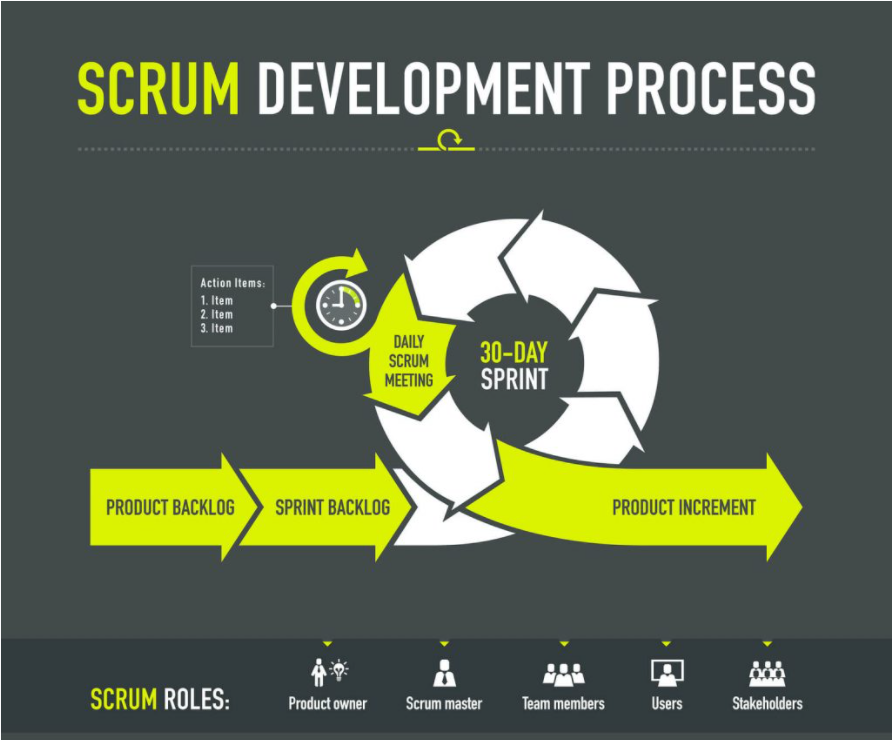 SCRUM DEVELOPMENT PROCESS
Action Items:
1. Item
2. Item
3. Item
DAILY
SCRUM
MEETING
30-DAY
SPRINT
PRODUCT BACKLOG
SPRINT BACKLOG
PRODUCT INCREMENT
SCRUM ROLES:
Product owner
Scrum master
Team members
Users
Stakeholders